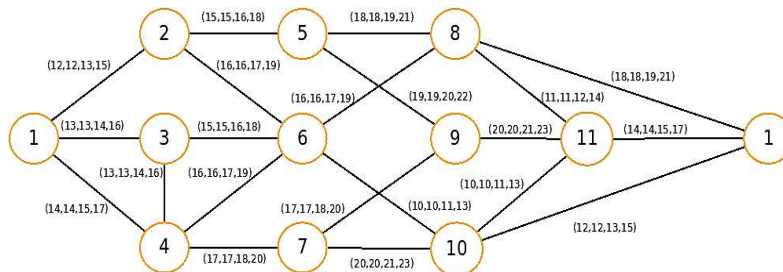 (15,15,16,18) (18,18,19,21)
2 5 8
(12,12,13,15) (16,16,17,19) (18,18,19,21)
(16,16,17,19) (19,19,20,22) (11,11,12,14)
(13,13,14,16) (15,15,16,18) (20,20,21,23) (14,14,15,17)
1 3 6 9 11 1
(13,13,14,16) (16,16,17,19)
(10,10,11,13)
(14,14,15,17) (17,17,18,20) (10,10,11,13)
(12,12,13,15)
4 7 10
(17,17,18,20) (20,20,21,23)